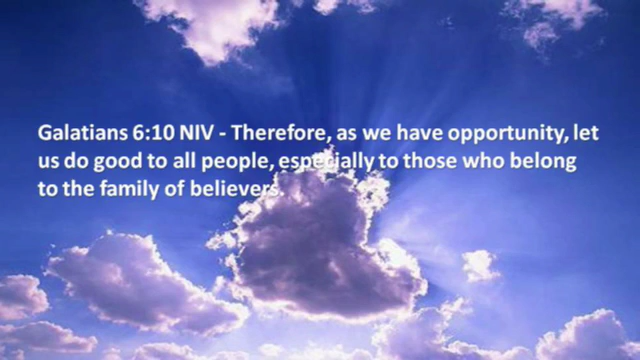 Galatians 6:10 NIV - Therefore, as we have opportunity, let
us do good to all people, especially to those who belong
to the family of believers.